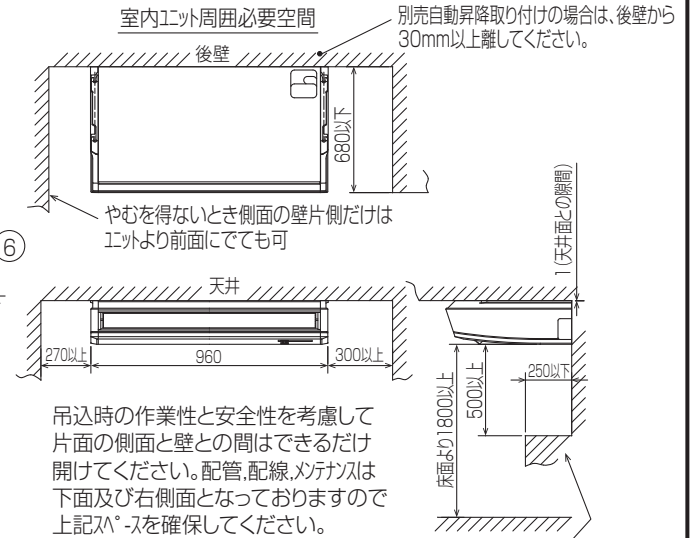 室内ユニット周囲必要空間
別売自動昇降取り付けの場合は、後壁から
30mm以上離してください。
後壁
680以下
やむを得ないとき側面の壁片側だけは
ユニットより前面にでても可
6
1(天井面との隙間)
天井
270以上
960
300以上
床面より1800以上
500以上
250以下
吊込時の作業性と安全性を考慮して
片面の側面と壁との間はできるだけ
開けてください。配管,配線,メンテナンスは
下面及び右側面となっておりますので
上記スペースを確保してください。